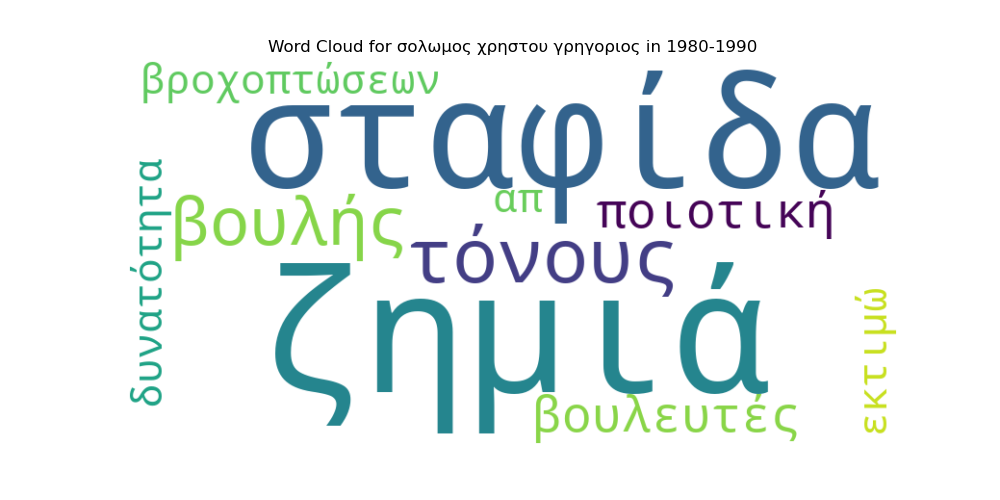 Word Cloud for σολωμος χρηστου γρηγοριος in 1980-1990
βροχοπτώσεων
σταφίδα
δυνατότητα
βουλής
απ
ποιοτική
τόνους
ζημιά
εκτιμώ
βουλευτές